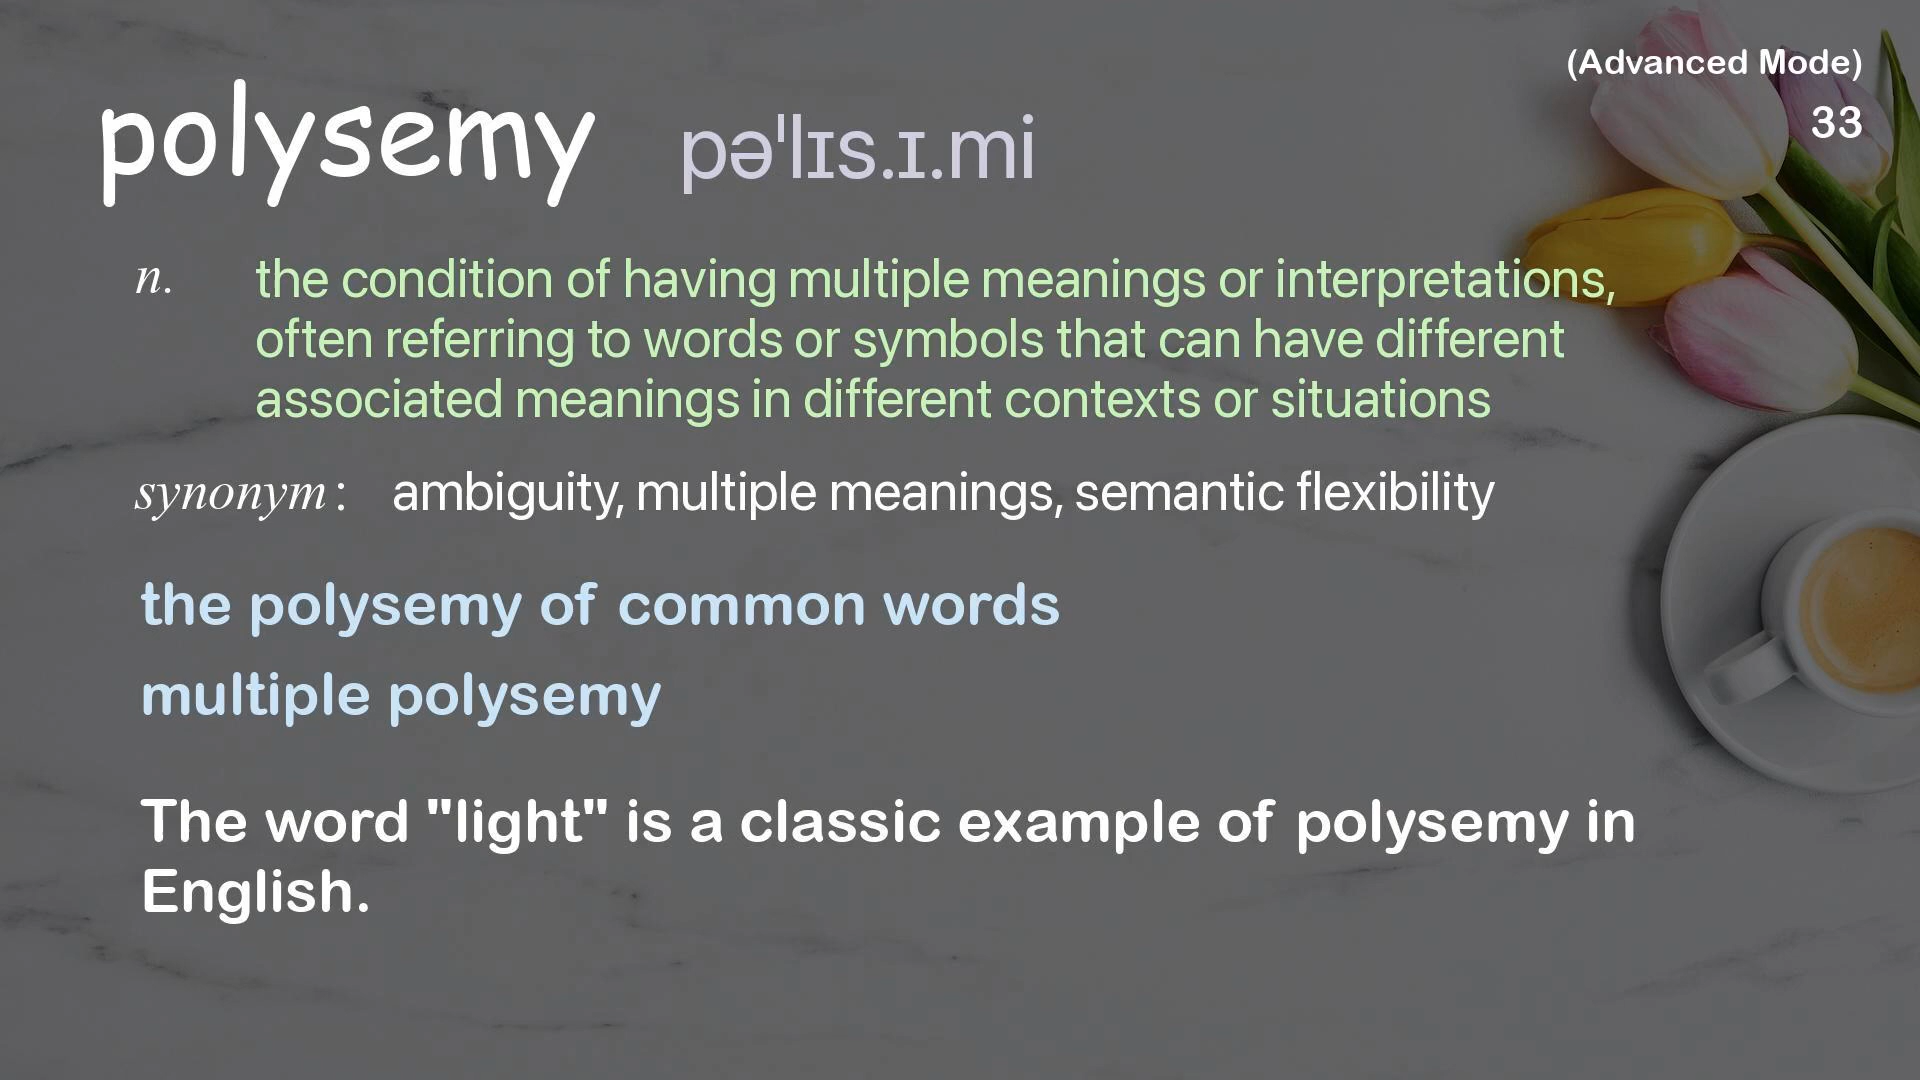 (Advanced Mode)
33
polysemy pəˈlɪs.ɪ.mi
n. the condition of having multiple meanings or interpretations,
often referring to words or symbols that can have different
associated meanings in different contexts or situations
synonym: ambiguity, multiple meanings, semantic flexibility
the polysemy of common words
multiple polysemy
The word "light" is a classic example of polysemy in
English.